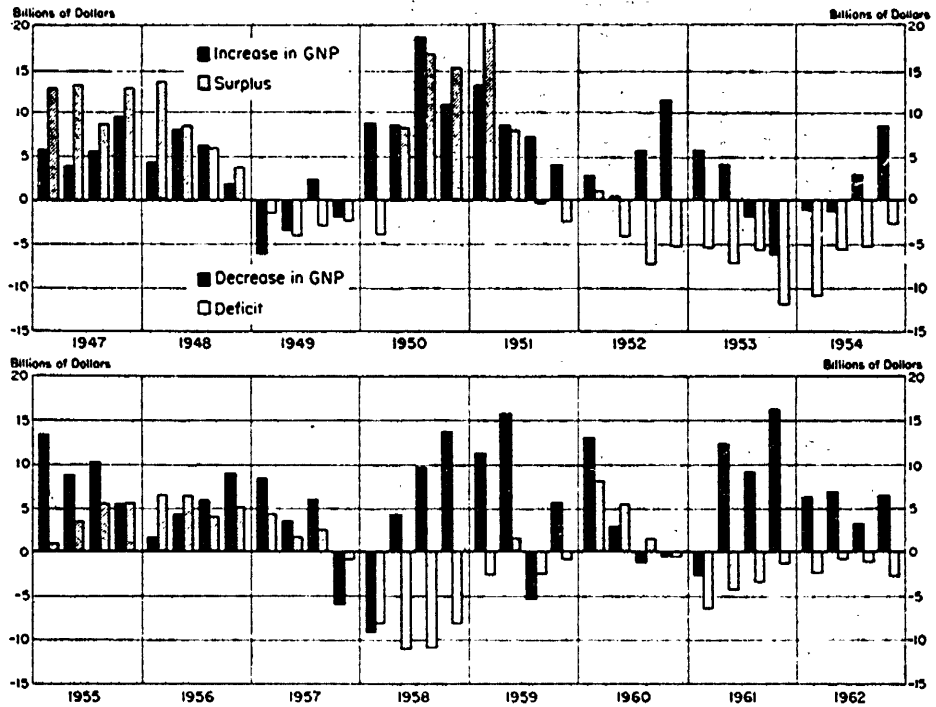 Billions of Dollars Billions of Dollars
20 20
Increase in GNP
15 15
Surplus
10 10
5 5
0 0
-5 -5
Decrease in GNP
-10 -10
Deficit
-15 -15
1947 1948 1949 1950 1951 1952 1953 1954
Billions of Dollars Billions of Dollars
20 20
15 15
10 10
5 5
0 0
-5 -5
-10 -10
-15 -15
1955 1956 1957 1958 1959 1960 1961 1962